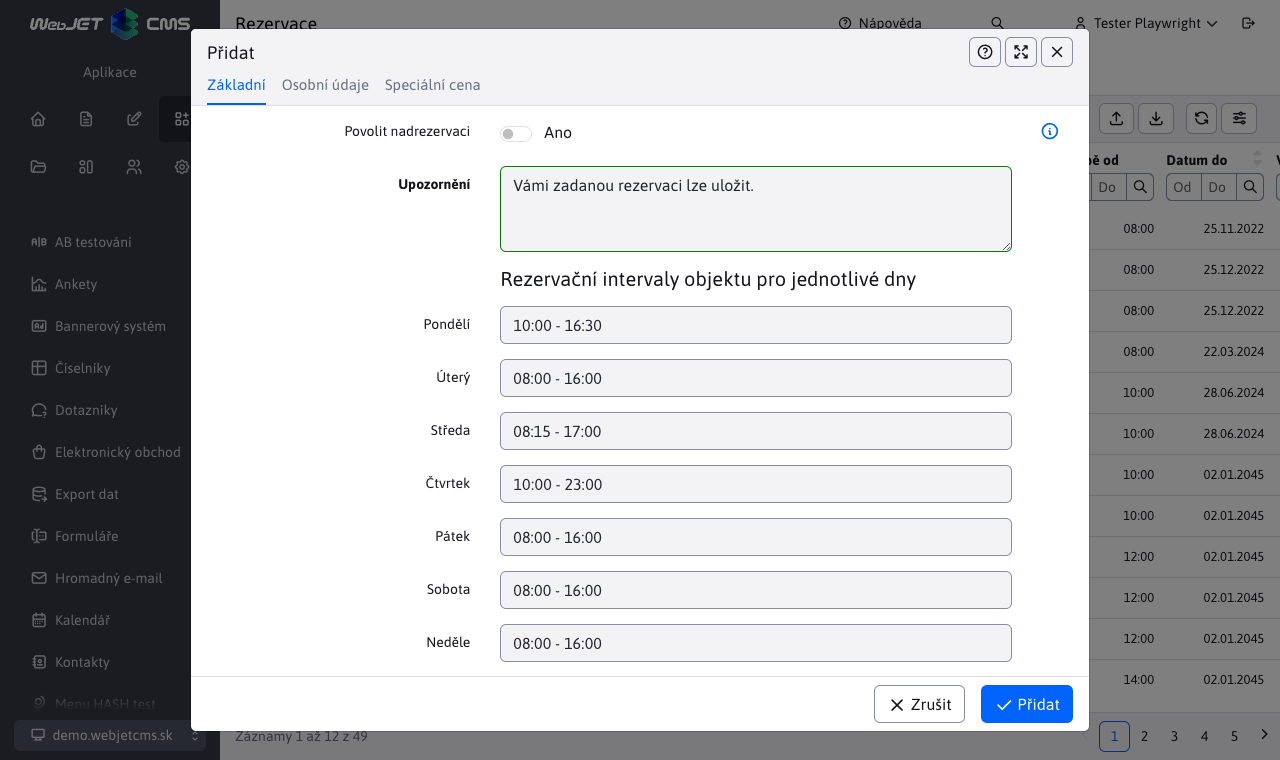 WebJET CMS
Rezervace
Nápověda
Tester Playwright
Aplikace
AB testování
Ankety
Bannerový systém
Číselníky
Dotazníky
Elektronický obchod
Export dat
Formuláře
Hromadný e-mail
Kalendář
Kontakty
Menu HASH test
demo.webjetcms.sk
Přidat
Základní Osobní údaje Speciální cena
Povolit nadrezervaci Ano
Upozornění Vámi zadanou rezervaci lze uložit.
Rezervační intervaly objektu pro jednotlivé dny
Pondělí 10:00 - 16:30
Úterý 08:00 - 16:00
Středa 08:15 - 17:00
Čtvrtek 10:00 - 23:00
Pátek 08:00 - 16:00
Sobota 08:00 - 16:00
Neděle 08:00 - 16:00
Zrušit Přidat
od Datum do
Do Od Do
08:00 25.11.2022
08:00 25.12.2022
08:00 25.12.2022
08:00 22.03.2024
10:00 28.06.2024
10:00 28.06.2024
10:00 02.01.2045
10:00 02.01.2045
12:00 02.01.2045
12:00 02.01.2045
12:00 02.01.2045
14:00 02.01.2045
Záznamy 1 až 12 z 49
1 2 3 4 5